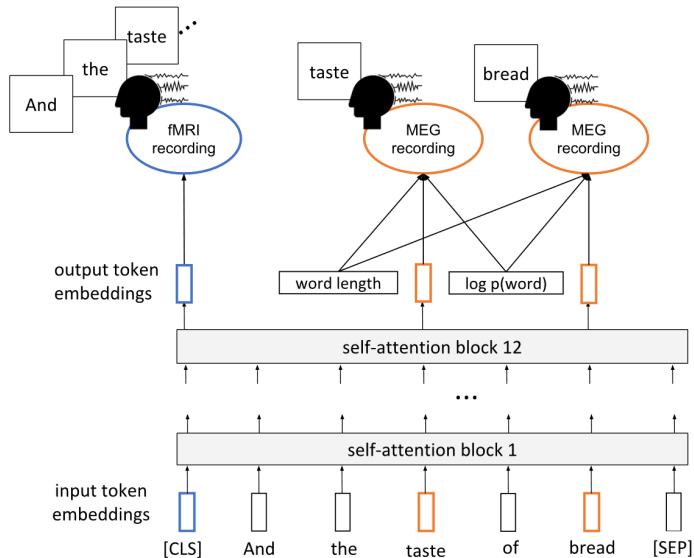 taste
the
And
fMRI
recording
taste
MEG
recording
bread
MEG
recording
output token
embeddings
word length
log p(word)
self-attention block 12
...
self-attention block 1
input token
embeddings
[CLS] And the taste of bread [SEP]